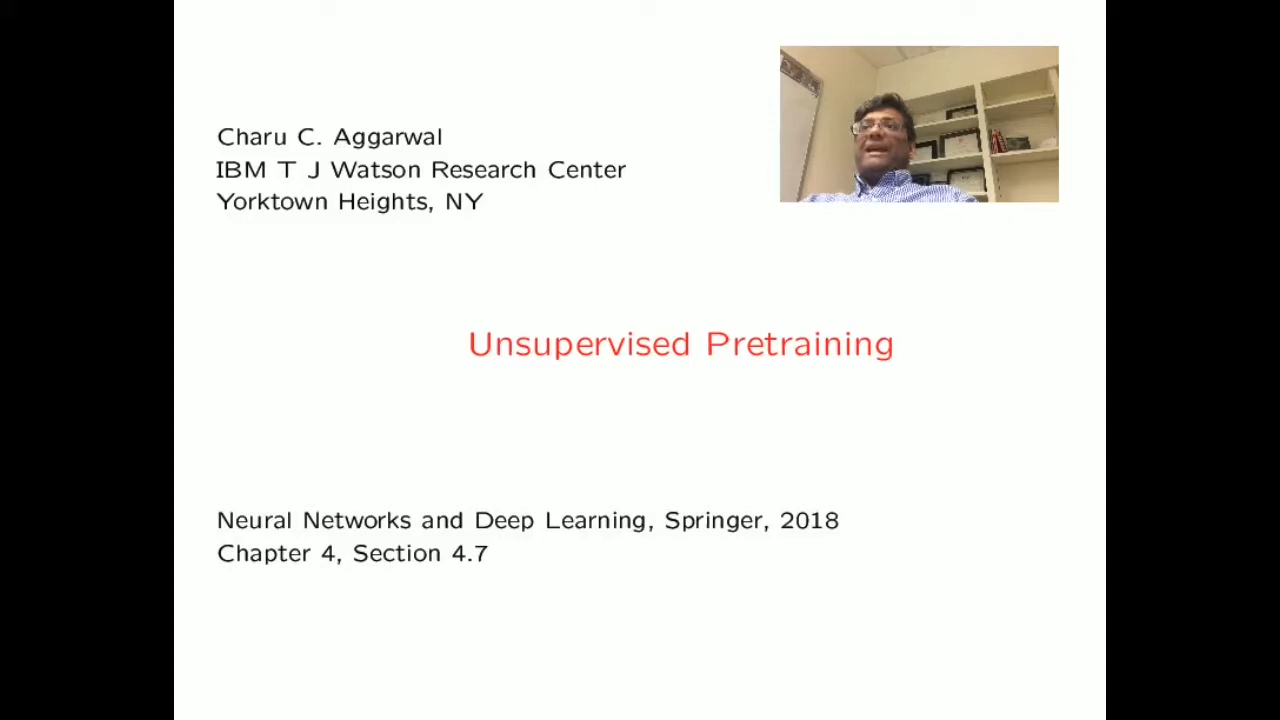 Charu C. Aggarwal
IBM T J Watson Research Center
Yorktown Heights, NY
Unsupervised Pretraining
Neural Networks and Deep Learning, Springer, 2018
Chapter 4, Section 4.7